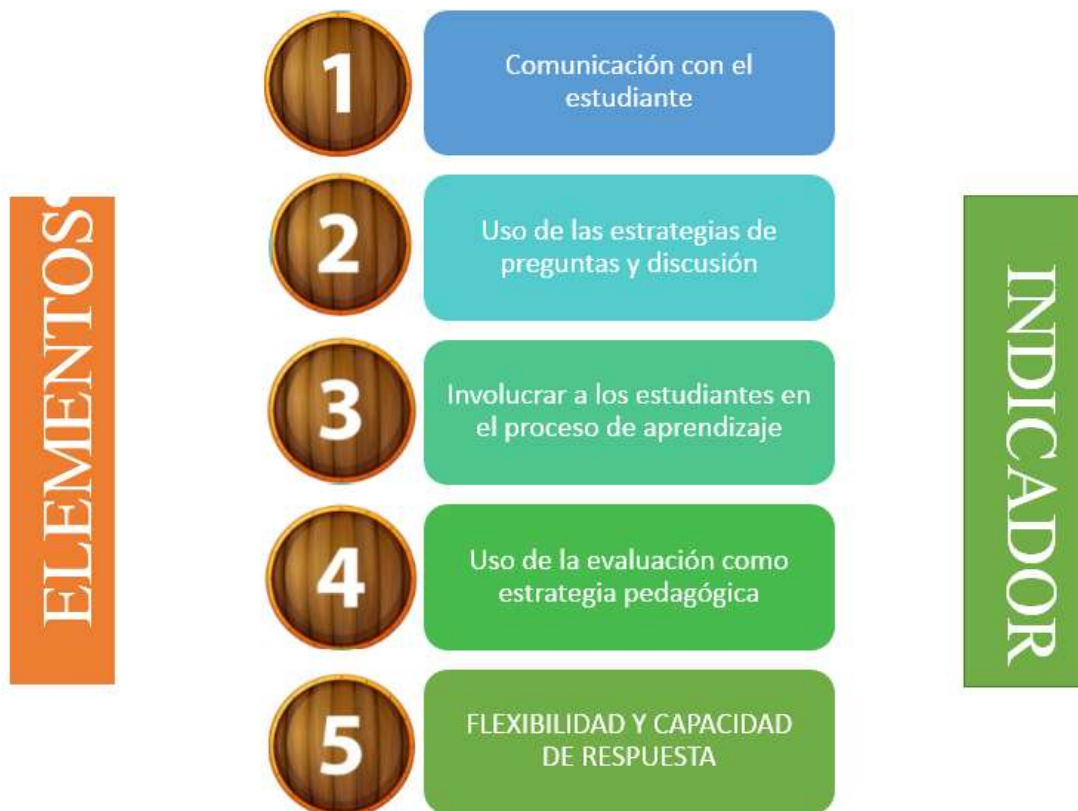 ELEMENTOS
1
Comunicación con el
estudiante
2
Uso de las estrategias de
preguntas y discusión
3
Involucrar a los estudiantes en
el proceso de aprendizaje
4
Uso de la evaluación como
estrategia pedagógica
5
FLEXIBILIDAD Y CAPACIDAD
DE RESPUESTA
INDICADOR